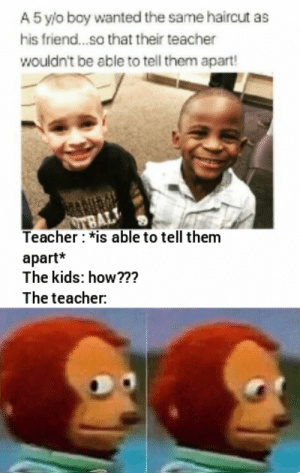 A 5 y/o boy wanted the same haircut as
his friend...so that their teacher
wouldn't be able to tell them apart!
Teacher : *is able to tell them
apart*
The kids: how???
The teacher: